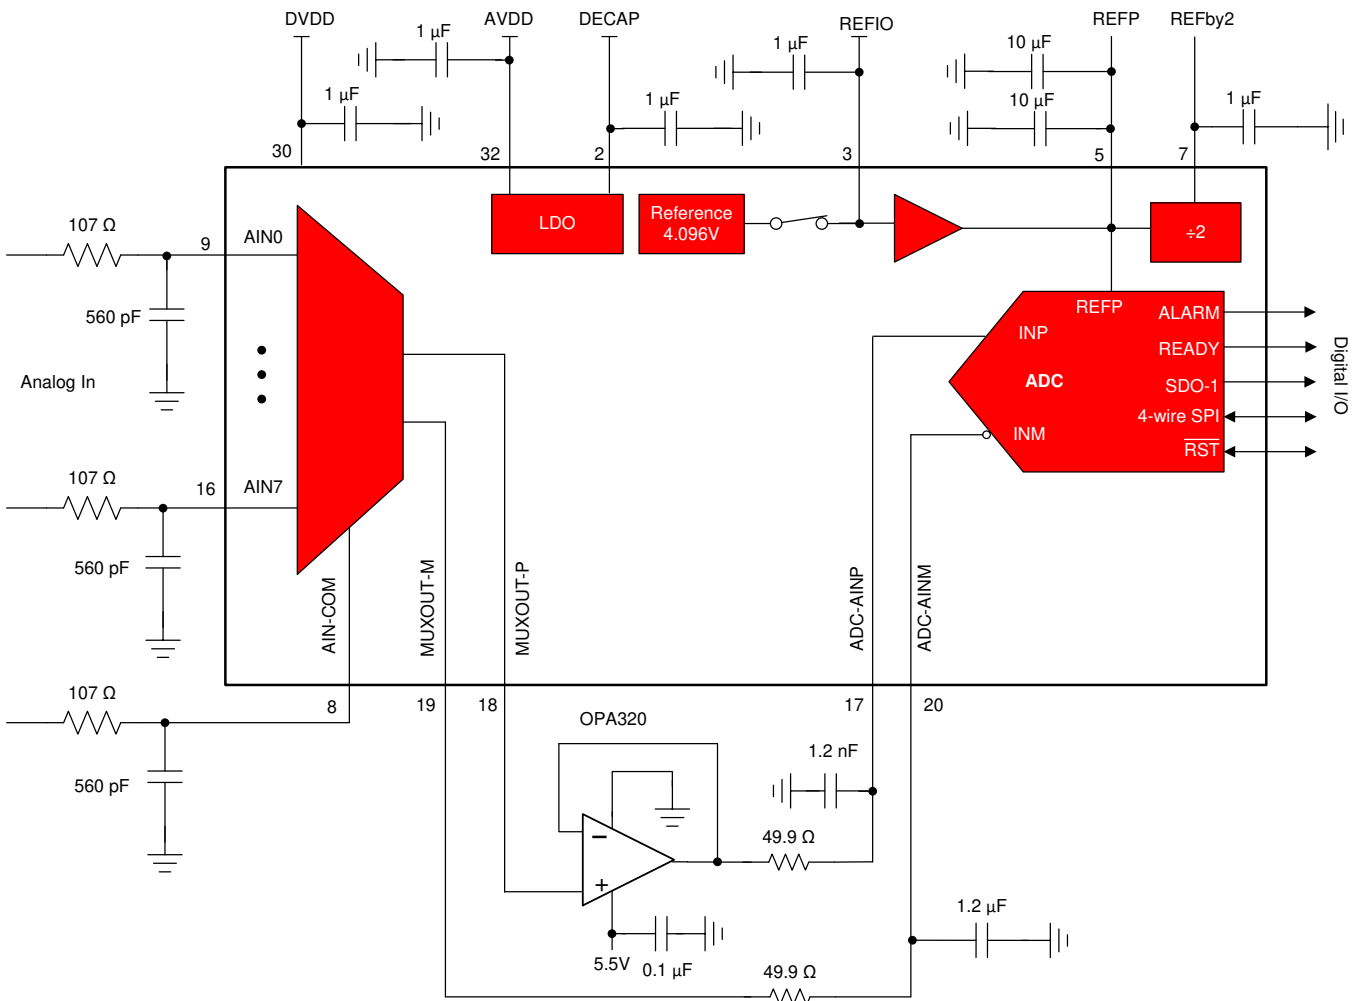 DVDD
AVDD
DECAP
REFIO
REFP
REFby2
1 µF
1 µF
10 µF
1 µF
1 µF
10 µF
1 µF
30
32
2
3
5
7
107 Ω
9
AIN0
LDO
Reference
4.096V
÷2
560 pF
REFP
ALARM
INP
READY
Analog In
ADC
SDO-1
4-wire SPI
INM
RST
Digital I/O
107 Ω
16
AIN7
560 pF
AIN-COM
MUXOUT-M
MUXOUT-P
ADC-AINP
ADC-AINM
107 Ω
8
19
18
17
20
OPA320
560 pF
1.2 nF
49.9 Ω
−
+
1.2 µF
5.5V
0.1 µF
49.9 Ω